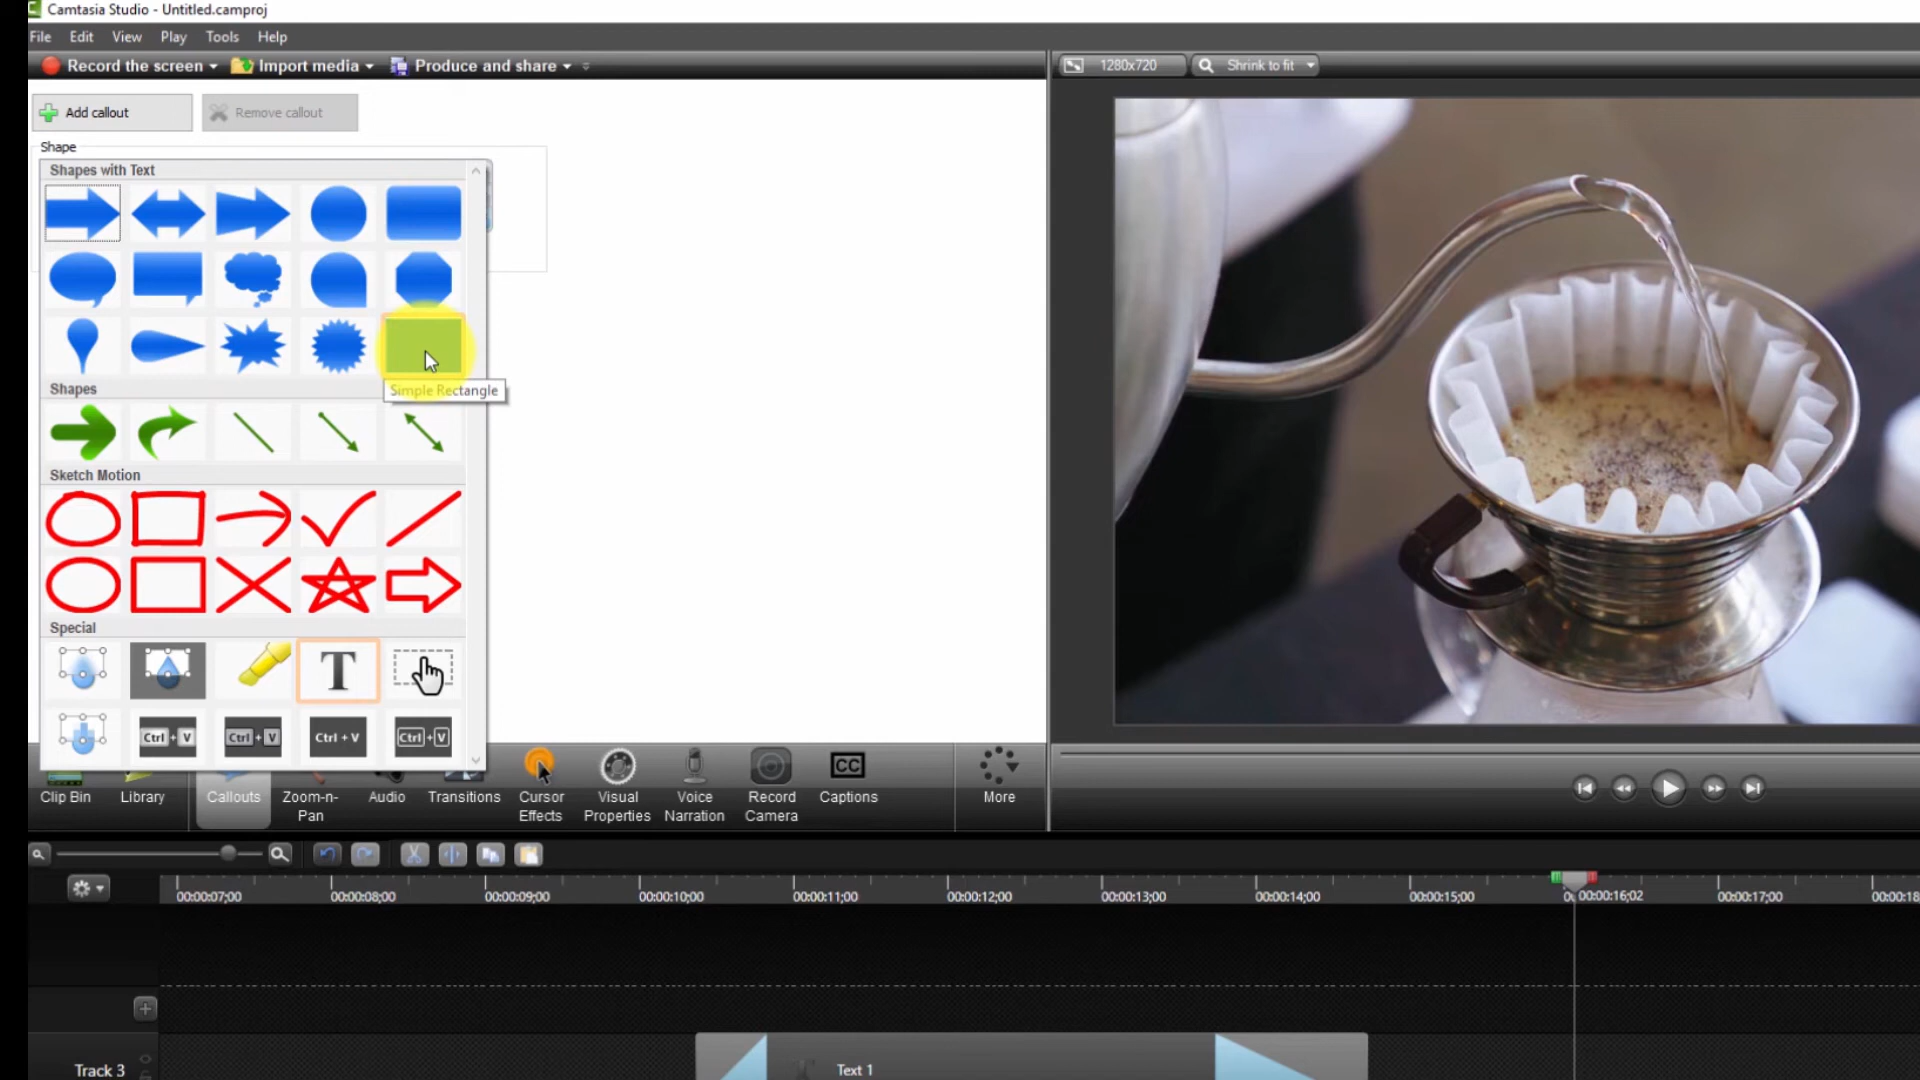 Camtasia Studio - Untitled.camproj
File Edit View Play Tools Help
Record the screen Import media Produce and share
1280x720 Shrink to fit
Add callout Remove callout
Shape
Shapes with Text
Simple Rectangle
Shapes
Sketch Motion
Special
T
Ctrl + V Ctrl + V Ctrl + V Ctrl + V
CC
Clip Bin Library Callouts Zoom-n-Pan Audio Transitions Cursor Effects Visual Properties Voice Narration Record Camera Captions More
00:00:07;00 00:00:08;00 00:00:09;00 00:00:10;00 00:00:11;00 00:00:12;00 00:00:13;00 00:00:14;00 00:00:15;00 00:00:16;02 00:00:17;00 00:00:18
Track 3 Text 1